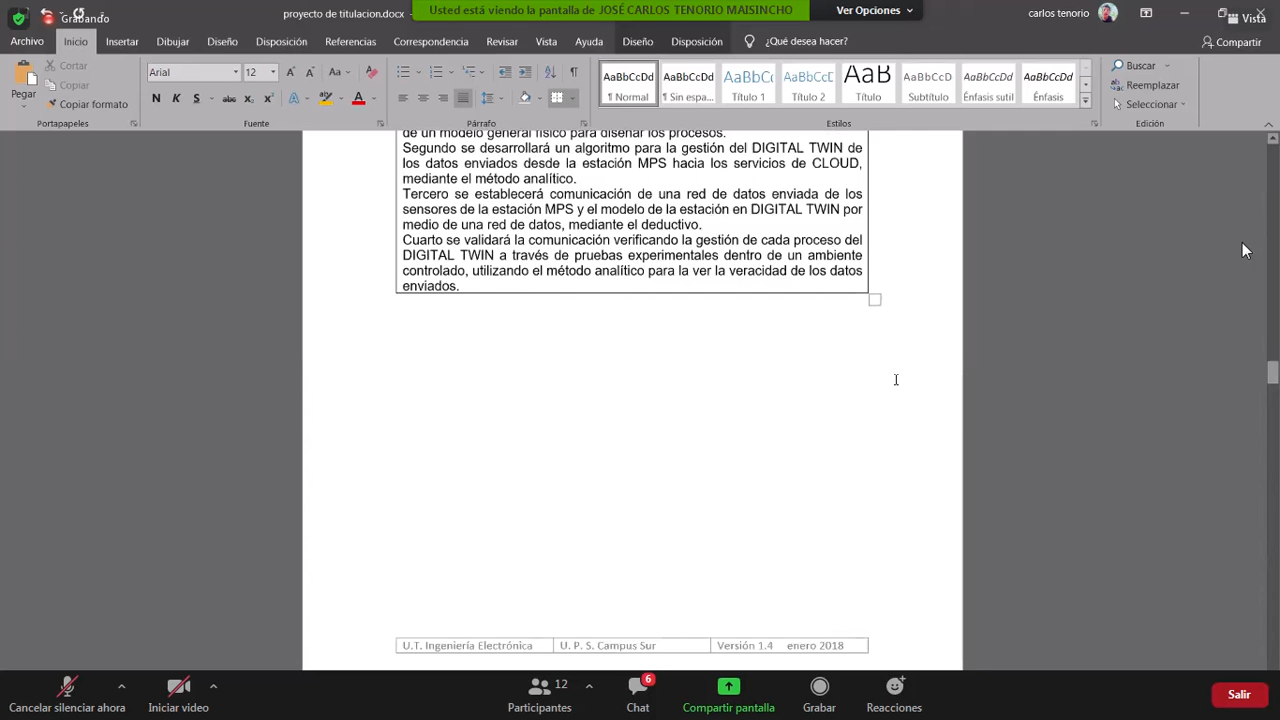 Grabando
proyecto de titulacion.docx
Usted está viendo la pantalla de JOSÉ CARLOS TENORIO MAISINCHO
Ver Opciones
carlos tenorio
Vista
Archivo Inicio Insertar Dibujar Diseño Disposición Referencias Correspondencia Revisar Vista Ayuda Diseño Disposición ¿Qué desea hacer? Compartir
Pegar
Cortar
Copiar
Copiar formato
Arial 12
N K S abc x₂ x² A A
Aa
AaBbCcDd AaBbCcDd AaBbCc AaBbCcE AaB AaBbCcD AaBbCcDd AaBbCcDd
¶ Normal ¶ Sin espa... Título 1 Título 2 Título Subtítulo Énfasis sutil Énfasis
Buscar
Reemplazar
Seleccionar
Portapapeles Fuente Párrafo Estilos Edición
de un modelo general físico para diseñar los procesos.
Segundo se desarrollará un algoritmo para la gestión del DIGITAL TWIN de
los datos enviados desde la estación MPS hacia los servicios de CLOUD,
mediante el método analítico.
Tercero se establecerá comunicación de una red de datos enviada de los
sensores de la estación MPS y el modelo de la estación en DIGITAL TWIN por
medio de una red de datos, mediante el deductivo.
Cuarto se validará la comunicación verificando la gestión de cada proceso del
DIGITAL TWIN a través de pruebas experimentales dentro de un ambiente
controlado, utilizando el método analítico para la ver la veracidad de los datos
enviados.
U.T. Ingeniería Electrónica U. P. S. Campus Sur Versión 1.4 enero 2018
Cancelar silenciar ahora
Iniciar video
12
Participantes
6
Chat
Compartir pantalla
Grabar
Reacciones
Salir